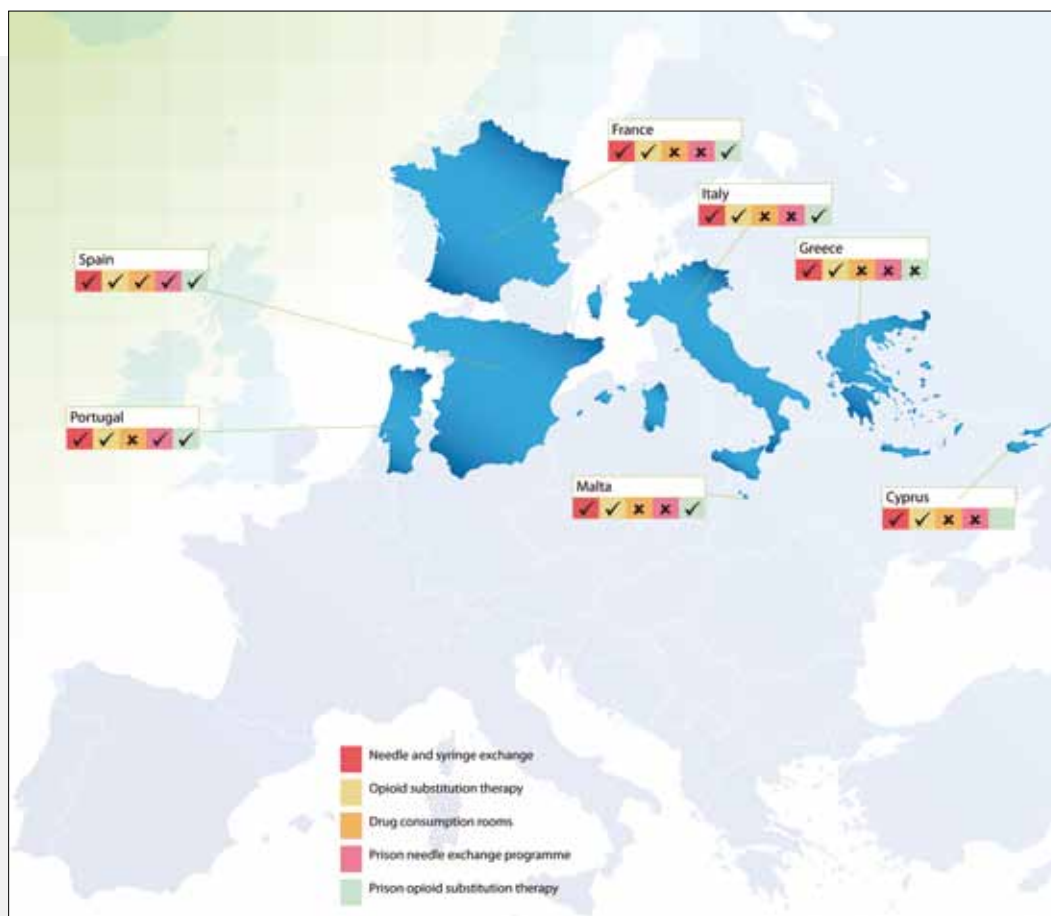 France
✓ ✓ ✗ ✗ ✓
Italy
✓ ✓ ✗ ✗ ✓
Greece
✓ ✓ ✗ ✗ ✗
Spain
✓ ✓ ✓ ✓ ✓
Portugal
✓ ✓ ✗ ✓ ✓
Malta
✓ ✓ ✗ ✗ ✓
Cyprus
✓ ✓ ✗ ✗
Needle and syringe exchange
Opioid substitution therapy
Drug consumption rooms
Prison needle exchange programme
Prison opioid substitution therapy